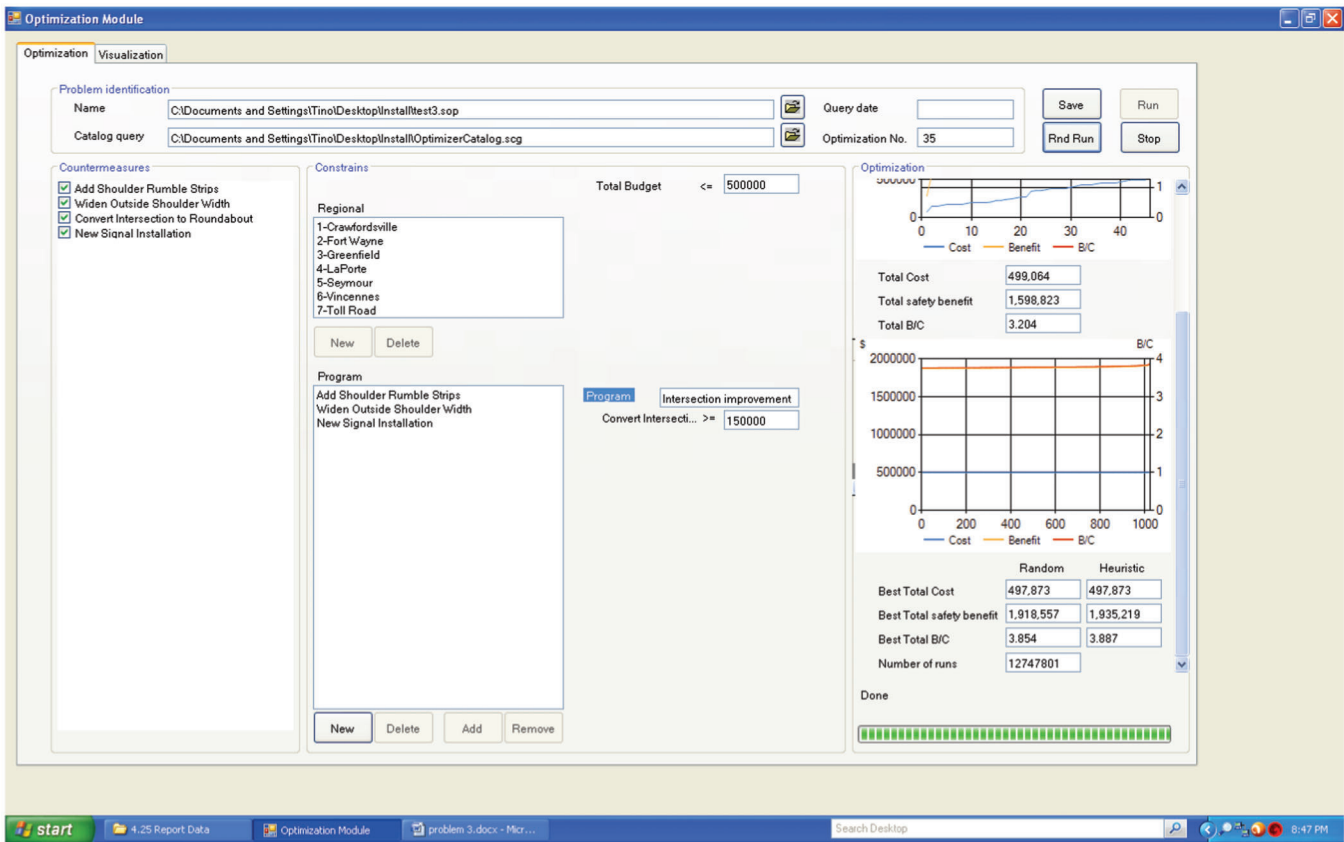 Optimization Module
Optimization Visualization
Problem identification
Name C:\Documents and Settings\Tino\Desktop\Install\test3.sop Query date Save Run
Catalog query C:\Documents and Settings\Tino\Desktop\Install\OptimizerCatalog.scg Optimization No. 35 Rnd Run Stop
Countermeasures
Add Shoulder Rumble Strips
Widen Outside Shoulder Width
Convert Intersection to Roundabout
New Signal Installation
Constrains
Total Budget <= 500000
Regional
1-Crawfordsville
2-Fort Wayne
3-Greenfield
4-LaPorte
5-Seymour
6-Vincennes
7-Toll Road
New Delete
Program
Add Shoulder Rumble Strips
Widen Outside Shoulder Width
New Signal Installation
Program Intersection improvement
Convert Intersecti... >= 150000
New Delete Add Remove
Optimization
500000 1
0 0
0 10 20 30 40
Cost Benefit B/C
Total Cost 499,064
Total safety benefit 1,598,823
Total B/C 3.204
$ B/C
2000000 4
1500000 3
1000000 2
500000 1
0 0
0 200 400 600 800 1000
Cost Benefit B/C
Random Heuristic
Best Total Cost 497,873 497,873
Best Total safety benefit 1,918,557 1,935,219
Best Total B/C 3.854 3.887
Number of runs 12747801
Done
start 4.25 Report Data Optimization Module problem 3.docx - Micr... Search Desktop 8:47 PM